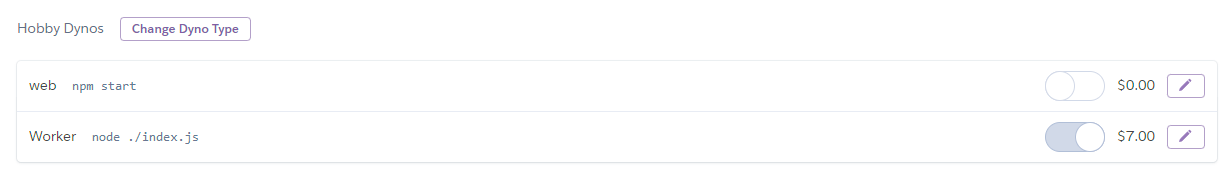 Hobby Dynos Change Dyno Type
web npm start $0.00
Worker node ./index.js $7.00